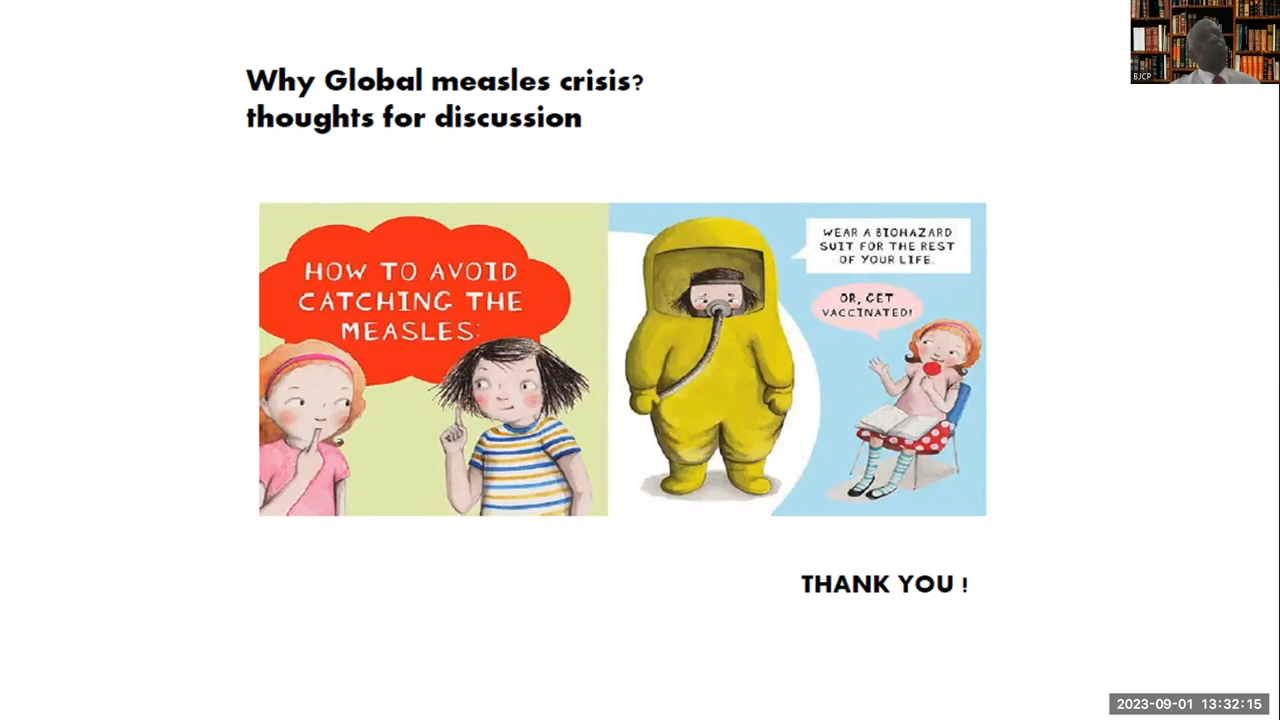 Why Global measles crisis?
thoughts for discussion
BJCP
HOW TO AVOID
CATCHING THE
MEASLES:
WEAR A BIOHAZARD
SUIT FOR THE REST
OF YOUR LIFE.
OR, GET
VACCINATED!
THANK YOU !
2023-09-01 13:32:15